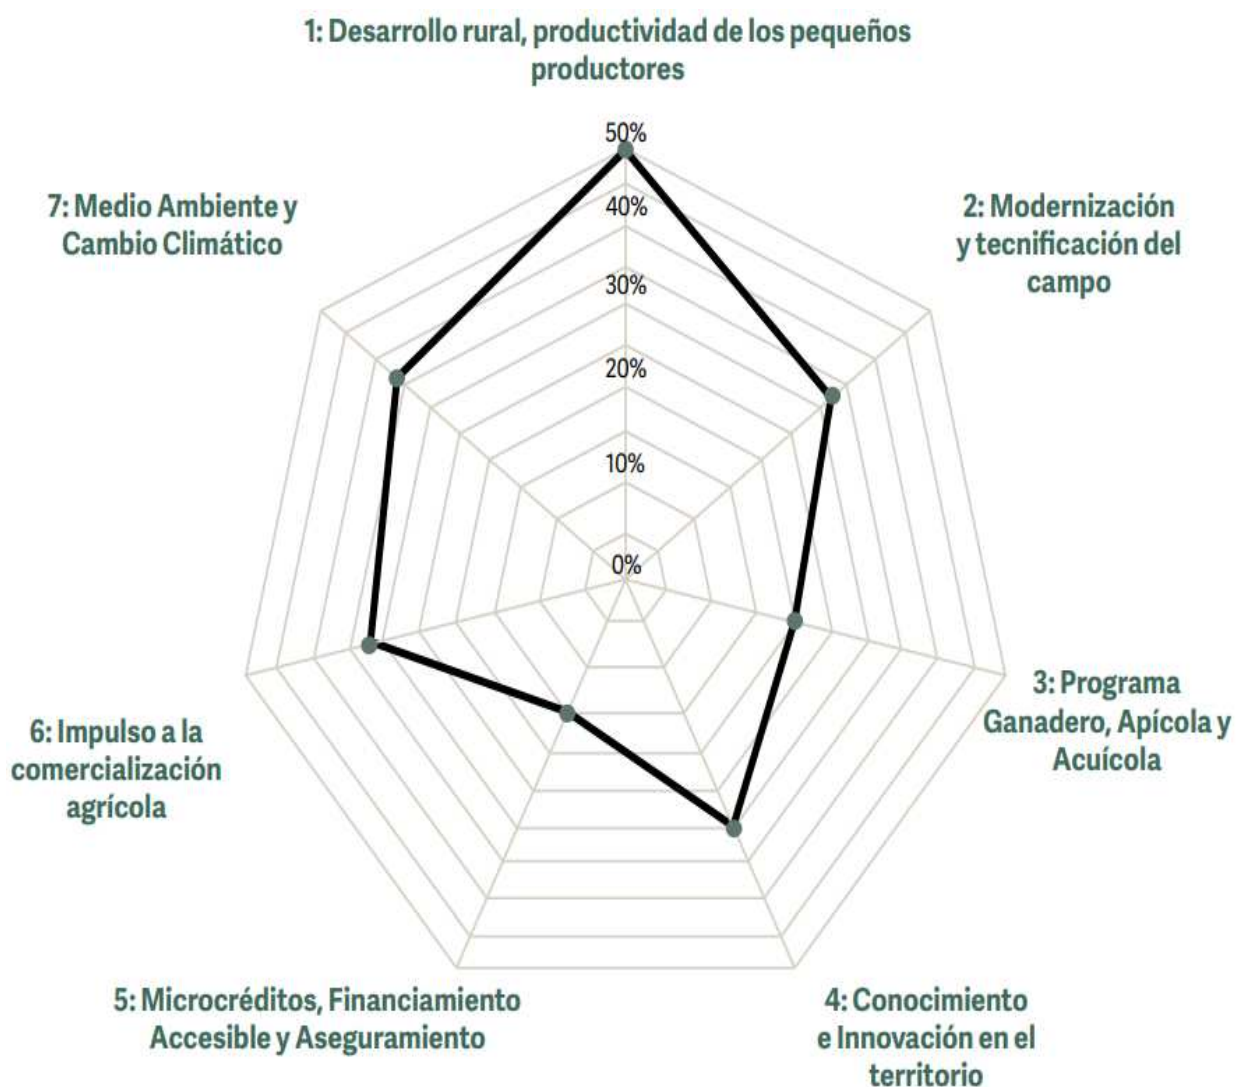 1: Desarrollo rural, productividad de los pequeños
productores
50%
40%
30%
20%
10%
0%
2: Modernización
y tecnificación del
campo
3: Programa
Ganadero, Apícola y
Acuícola
4: Conocimiento
e Innovación en el
territorio
5: Microcréditos, Financiamiento
Accesible y Aseguramiento
6: Impulso a la
comercialización
agrícola
7: Medio Ambiente y
Cambio Climático